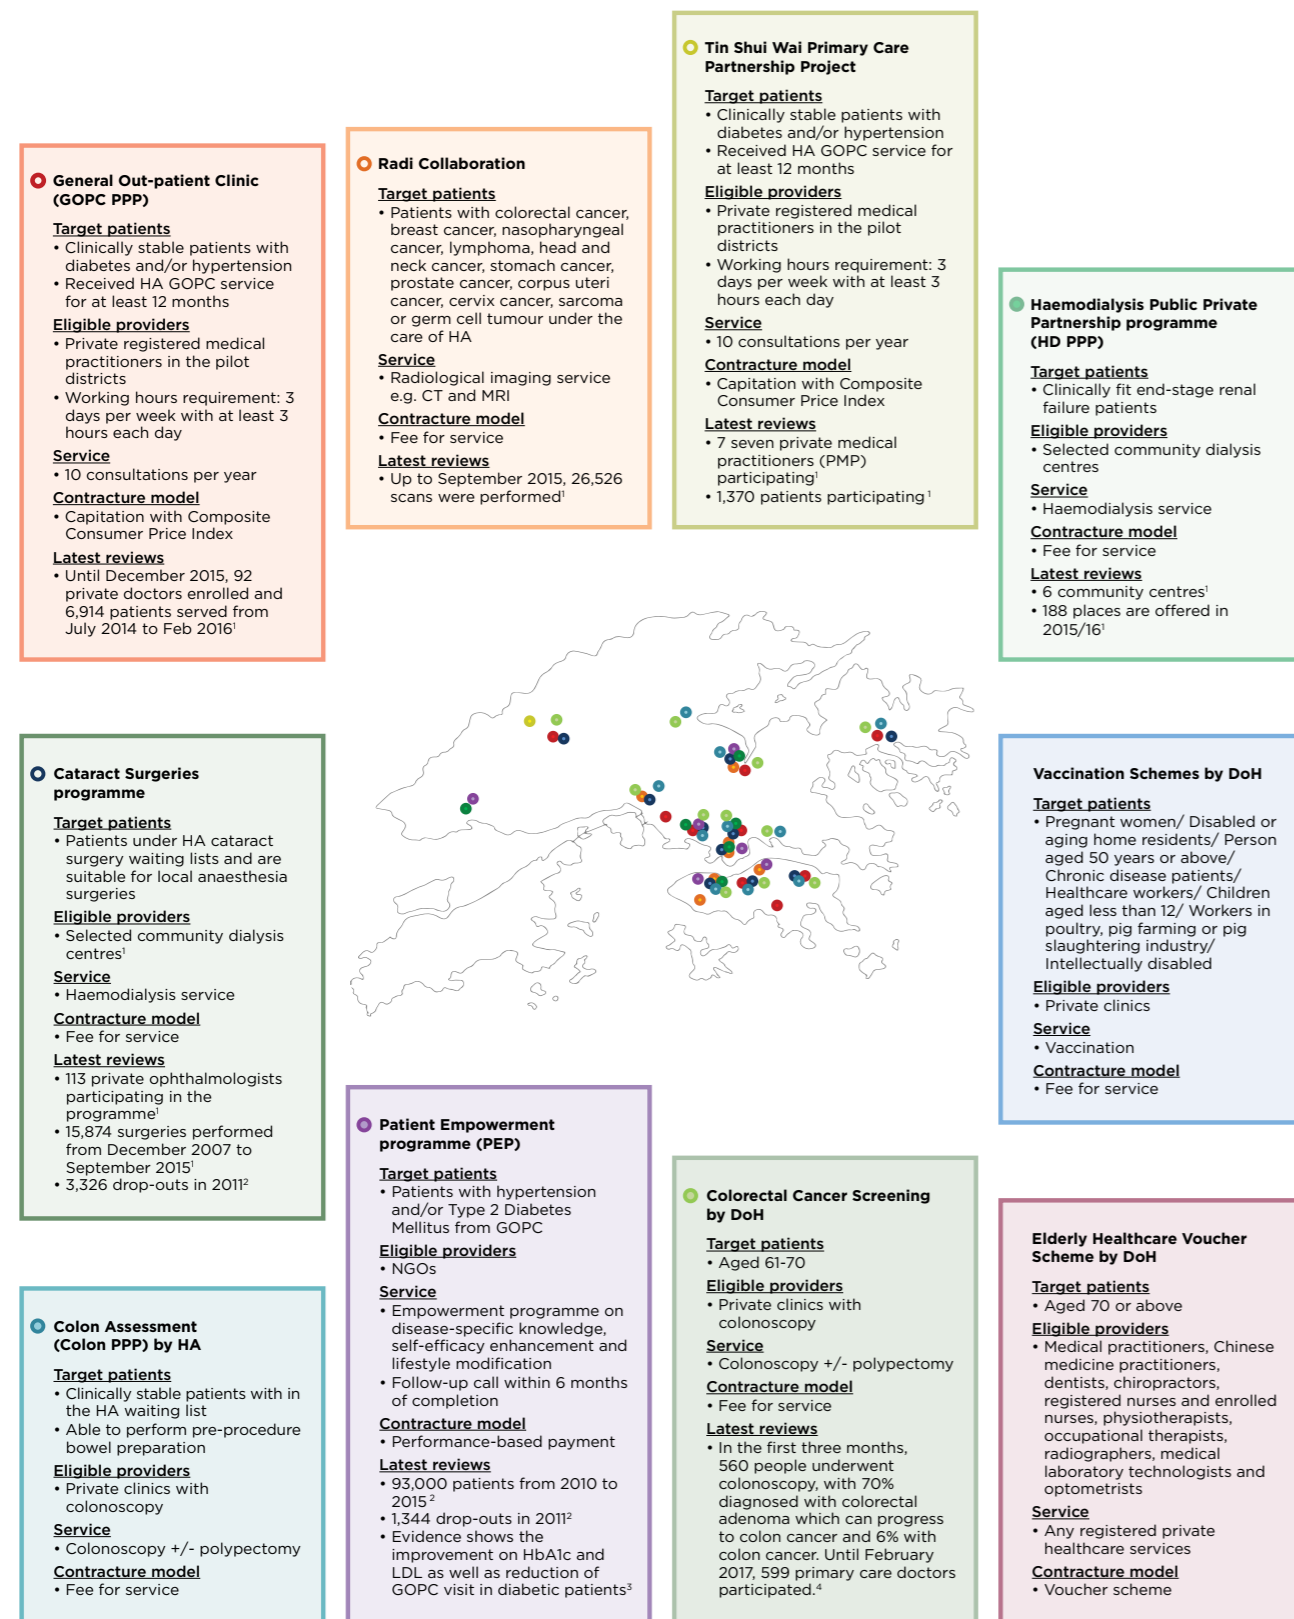 Tin Shui Wai Primary Care
Partnership Project
Target patients
• Clinically stable patients with
diabetes and/or hypertension
• Received HA GOPC service for
at least 12 months
Eligible providers
• Private registered medical
practitioners in the pilot
districts
• Working hours requirement: 3
days per week with at least 3
hours each day
Service
• 10 consultations per year
Contracture model
• Capitation with Composite
Consumer Price Index
Latest reviews
• 7 seven private medical
practitioners (PMP)
participating¹
• 1,370 patients participating¹
Radi Collaboration
Target patients
• Patients with colorectal cancer,
breast cancer, nasopharyngeal
cancer, lymphoma, head and
neck cancer, stomach cancer,
prostate cancer, corpus uteri
cancer, cervix cancer, sarcoma
or germ cell tumour under the
care of HA
Service
• Radiological imaging service
e.g. CT and MRI
Contracture model
• Fee for service
Latest reviews
• Up to September 2015, 26,526
scans were performed¹
General Out-patient Clinic
(GOPC PPP)
Target patients
• Clinically stable patients with
diabetes and/or hypertension
• Received HA GOPC service
for at least 12 months
Eligible providers
• Private registered medical
practitioners in the pilot
districts
• Working hours requirement: 3
days per week with at least 3
hours each day
Service
• 10 consultations per year
Contracture model
• Capitation with Composite
Consumer Price Index
Latest reviews
• Until December 2015, 92
private doctors enrolled and
6,914 patients served from
July 2014 to Feb 2016¹
Haemodialysis Public Private
Partnership programme
(HD PPP)
Target patients
• Clinically fit end-stage renal
failure patients
Eligible providers
• Selected community dialysis
centres
Service
• Haemodialysis service
Contracture model
• Fee for service
Latest reviews
• 6 community centres¹
• 188 places are offered in
2015/16¹
Cataract Surgeries
programme
Target patients
• Patients under HA cataract
surgery waiting lists and are
suitable for local anaesthesia
surgeries
Eligible providers
• Selected community dialysis
centres¹
Service
• Haemodialysis service
Contracture model
• Fee for service
Latest reviews
• 113 private ophthalmologists
participating in the
programme¹
• 15,874 surgeries performed
from December 2007 to
September 2015¹
• 3,326 drop-outs in 2011²
Vaccination Schemes by DoH
Target patients
• Pregnant women/ Disabled or
aging home residents/ Person
aged 50 years or above/
Chronic disease patients/
Healthcare workers/ Children
aged less than 12/ Workers in
poultry, pig farming or pig
slaughtering industry/
Intellectually disabled
Eligible providers
• Private clinics
Service
• Vaccination
Contracture model
• Fee for service
Patient Empowerment
programme (PEP)
Target patients
• Patients with hypertension
and/or Type 2 Diabetes
Mellitus from GOPC
Eligible providers
• NGOs
Service
• Empowerment programme on
disease-specific knowledge,
self-efficacy enhancement and
lifestyle modification
• Follow-up call within 6 months
of completion
Contracture model
• Performance-based payment
Latest reviews
• 93,000 patients from 2010 to
2015²
• 1,344 drop-outs in 2011²
• Evidence shows the
improvement on HbA1c and
LDL as well as reduction of
GOPC visit in diabetic patients³
Colorectal Cancer Screening
by DoH
Target patients
• Aged 61-70
Eligible providers
• Private clinics with
colonoscopy
Service
• Colonoscopy +/- polypectomy
Contracture model
• Fee for service
Latest reviews
• In the first three months,
560 people underwent
colonoscopy, with 70%
diagnosed with colorectal
adenoma which can progress
to colon cancer and 6% with
colon cancer. Until February
2017, 599 primary care doctors
participated.⁴
Elderly Healthcare Voucher
Scheme by DoH
Target patients
• Aged 70 or above
Eligible providers
• Medical practitioners, Chinese
medicine practitioners,
dentists, chiropractors,
registered nurses and enrolled
nurses, physiotherapists,
occupational therapists,
radiographers, medical
laboratory technologists and
optometrists
Service
• Any registered private
healthcare services
Contracture model
• Voucher scheme
Colon Assessment
(Colon PPP) by HA
Target patients
• Clinically stable patients with in
the HA waiting list
• Able to perform pre-procedure
bowel preparation
Eligible providers
• Private clinics with
colonoscopy
Service
• Colonoscopy +/- polypectomy
Contracture model
• Fee for service